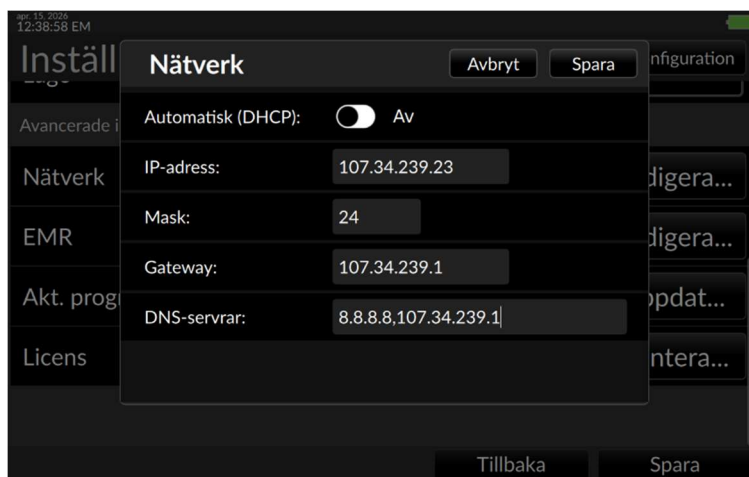 apr. 15, 2026
12:38:58 EM
Inställ
nfiguration
Nätverk
Avbryt
Spara
Avancerade i
Automatisk (DHCP):
Av
Nätverk
IP-adress:
107.34.239.23
digera...
Mask:
24
EMR
digera...
Gateway:
107.34.239.1
Akt. progr
ppdat...
DNS-servrar:
8.8.8.8,107.34.239.1
Licens
ntera...
Tillbaka
Spara